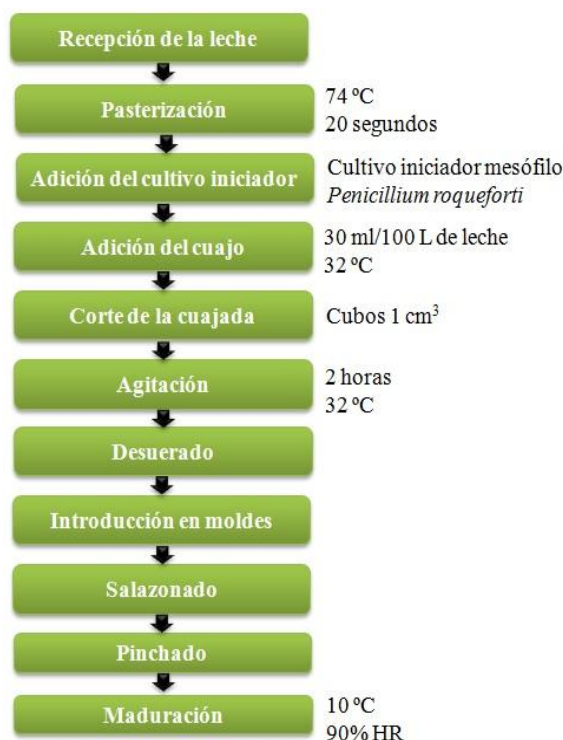 Recepción de la leche
Pasterización
74 ºC
20 segundos
Adición del cultivo iniciador
Cultivo iniciador mesófilo
Penicillium roqueforti
Adición del cuajo
30 ml/100 L de leche
32 ºC
Corte de la cuajada
Cubos 1 cm³
Agitación
2 horas
32 ºC
Desuerado
Introducción en moldes
Salazonado
Pinchado
Maduración
10 ºC
90% HR